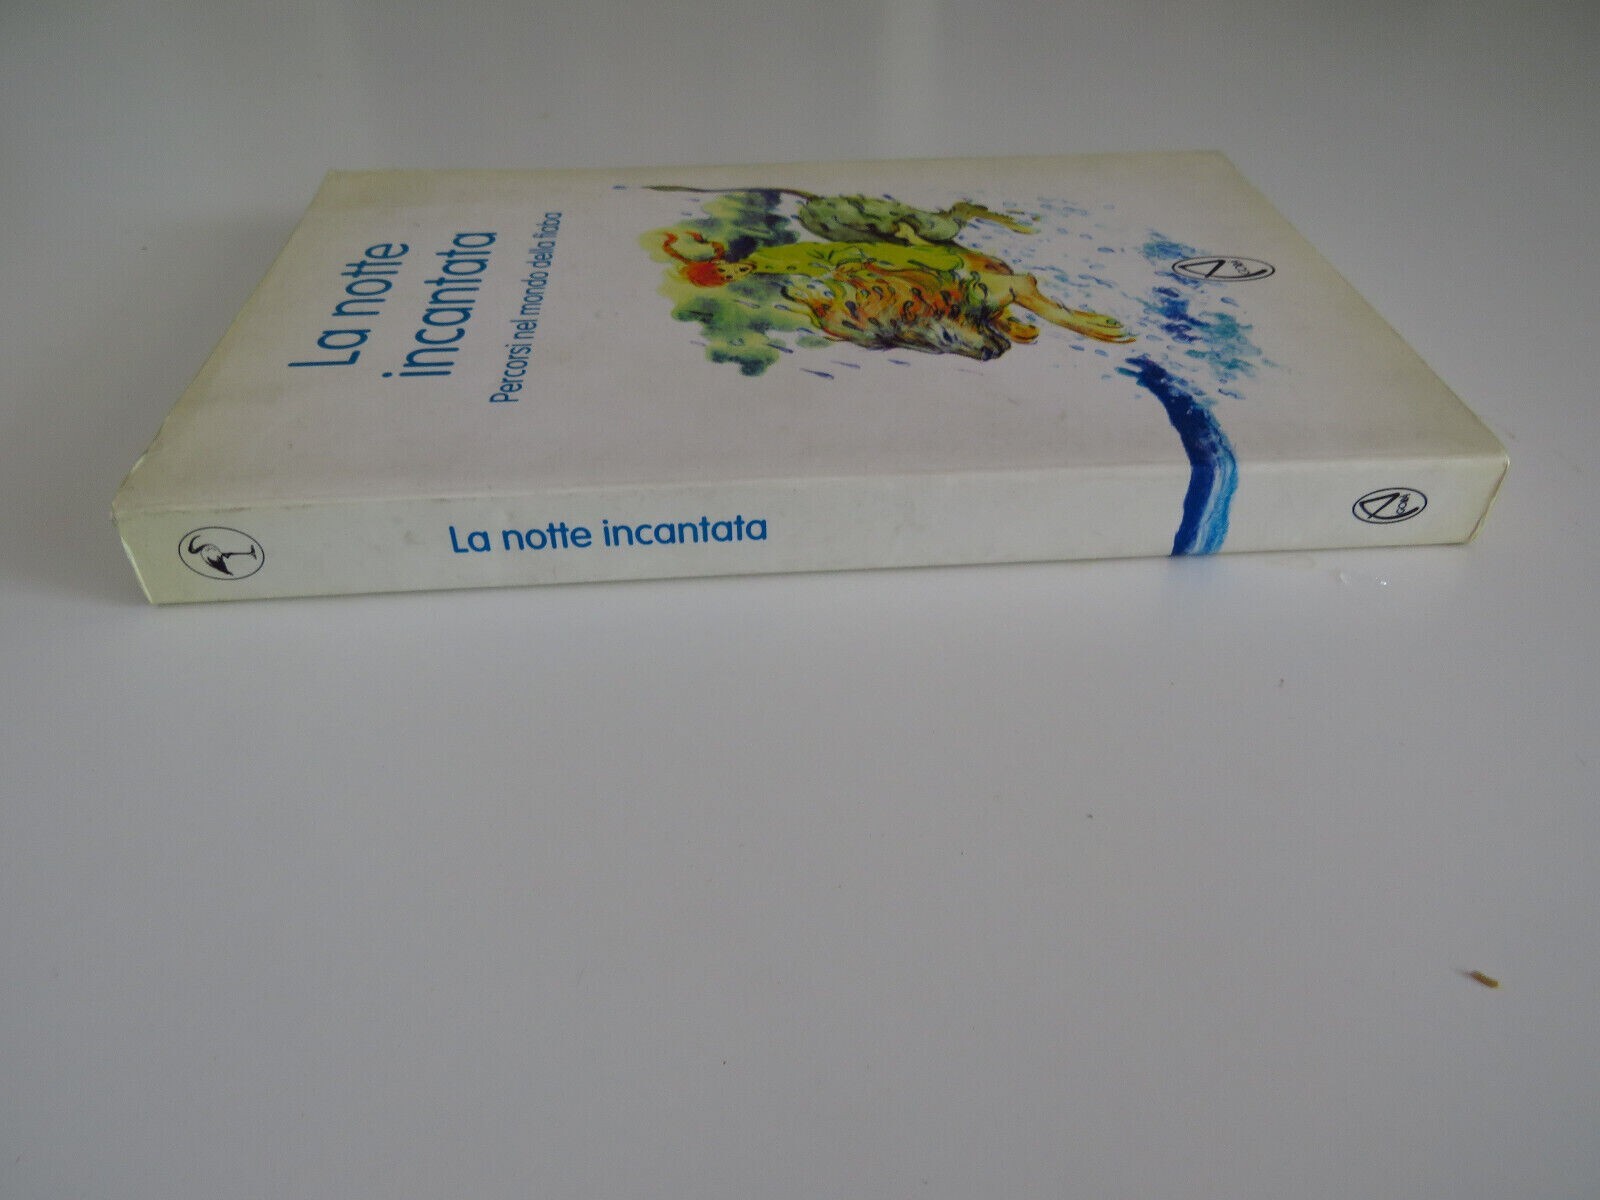 La notte
incantata
Percorsi nel mondo della fiaba
La notte incantata